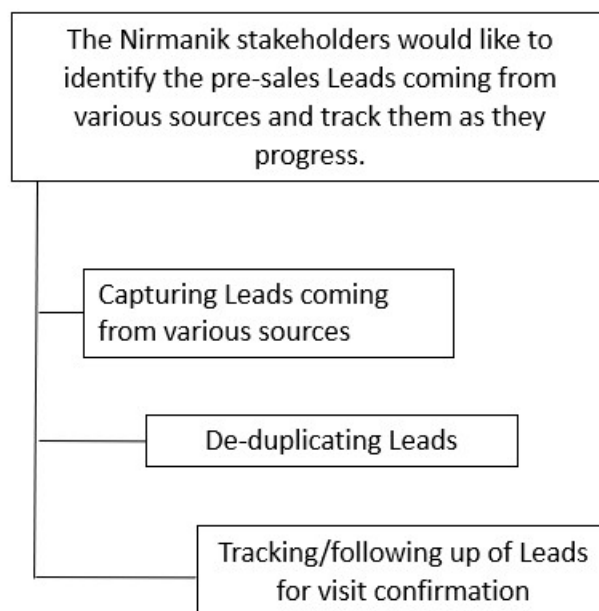 The Nirmanik stakeholders would like to
identify the pre-sales Leads coming from
various sources and track them as they
progress.
Capturing Leads coming
from various sources
De-duplicating Leads
Tracking/following up of Leads
for visit confirmation